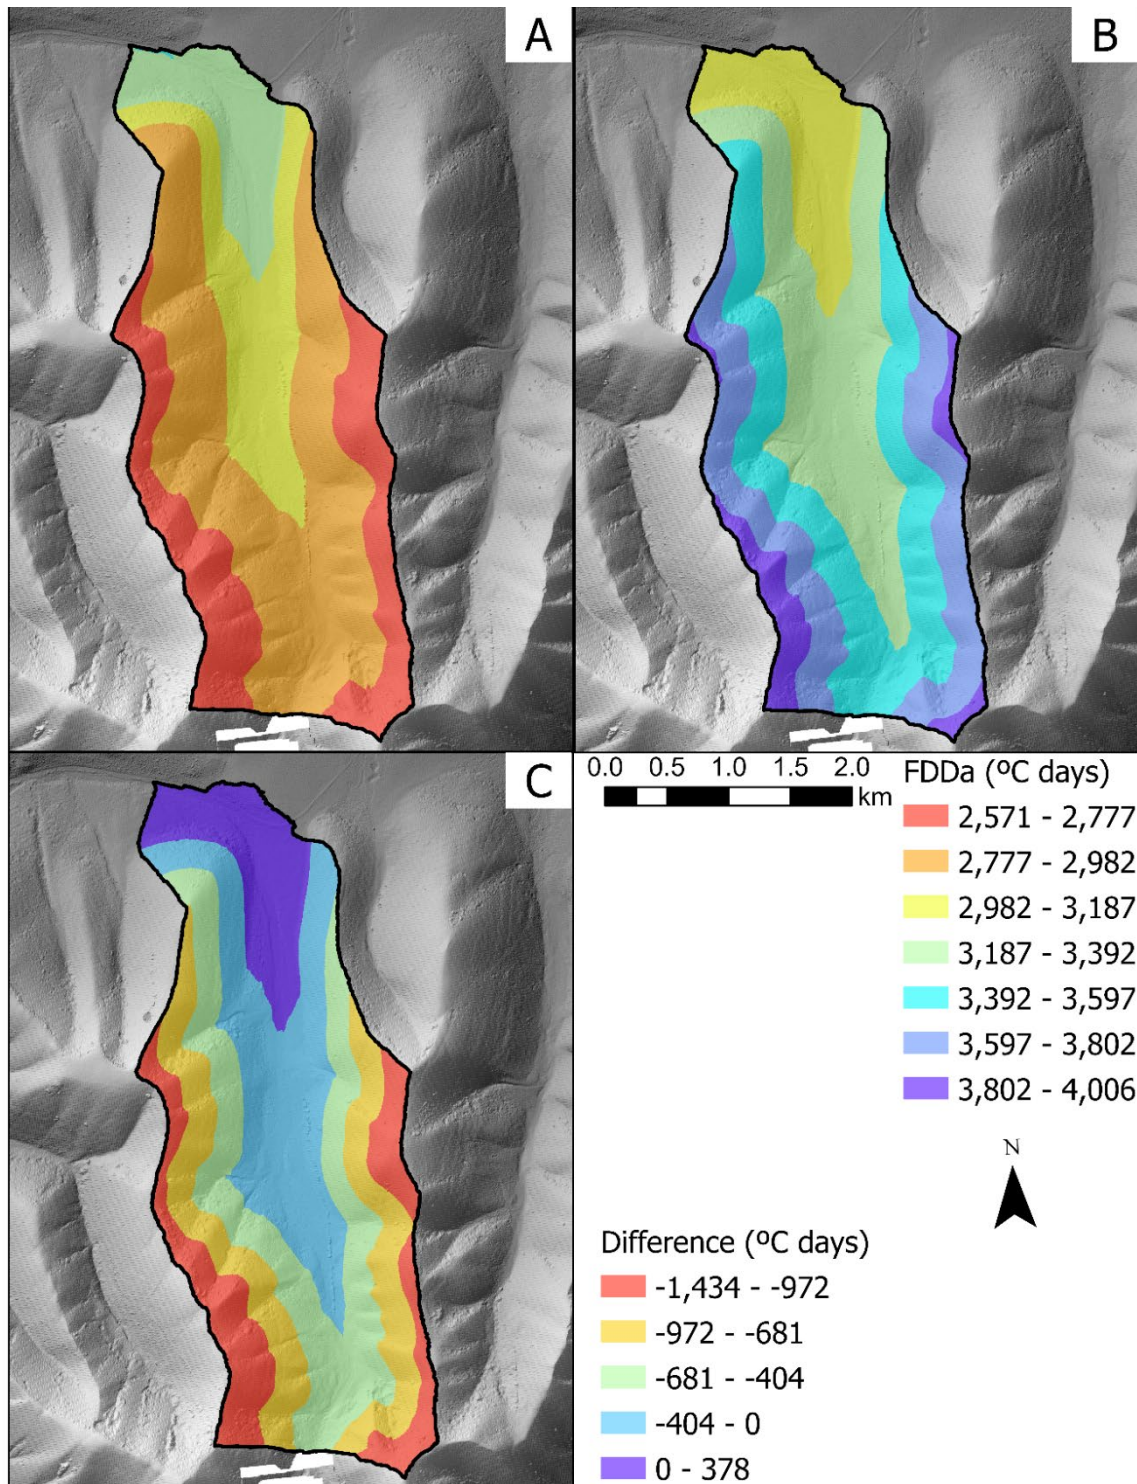 A
B
C
0.0 0.5 1.0 1.5 2.0
km
FDDa (ºC days)
2,571 - 2,777
2,777 - 2,982
2,982 - 3,187
3,187 - 3,392
3,392 - 3,597
3,597 - 3,802
3,802 - 4,006
N
Difference (ºC days)
-1,434 - -972
-972 - -681
-681 - -404
-404 - 0
0 - 378